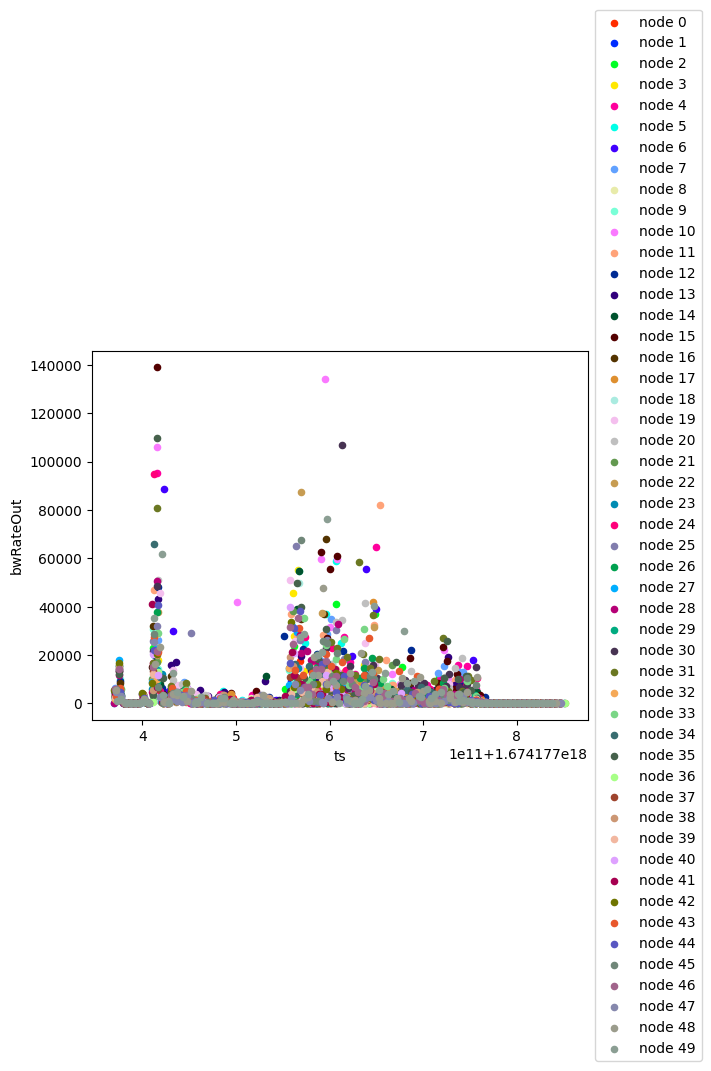 node 0
node 1
node 2
node 3
node 4
node 5
node 6
node 7
node 8
node 9
node 10
node 11
node 12
node 13
node 14
node 15
node 16
node 17
node 18
node 19
node 20
node 21
node 22
node 23
node 24
node 25
node 26
node 27
node 28
node 29
node 30
node 31
node 32
node 33
node 34
node 35
node 36
node 37
node 38
node 39
node 40
node 41
node 42
node 43
node 44
node 45
node 46
node 47
node 48
node 49
bwRateOut
140000
120000
100000
80000
60000
40000
20000
0
4 5 6 7 8
1e11+1.674177e18
ts